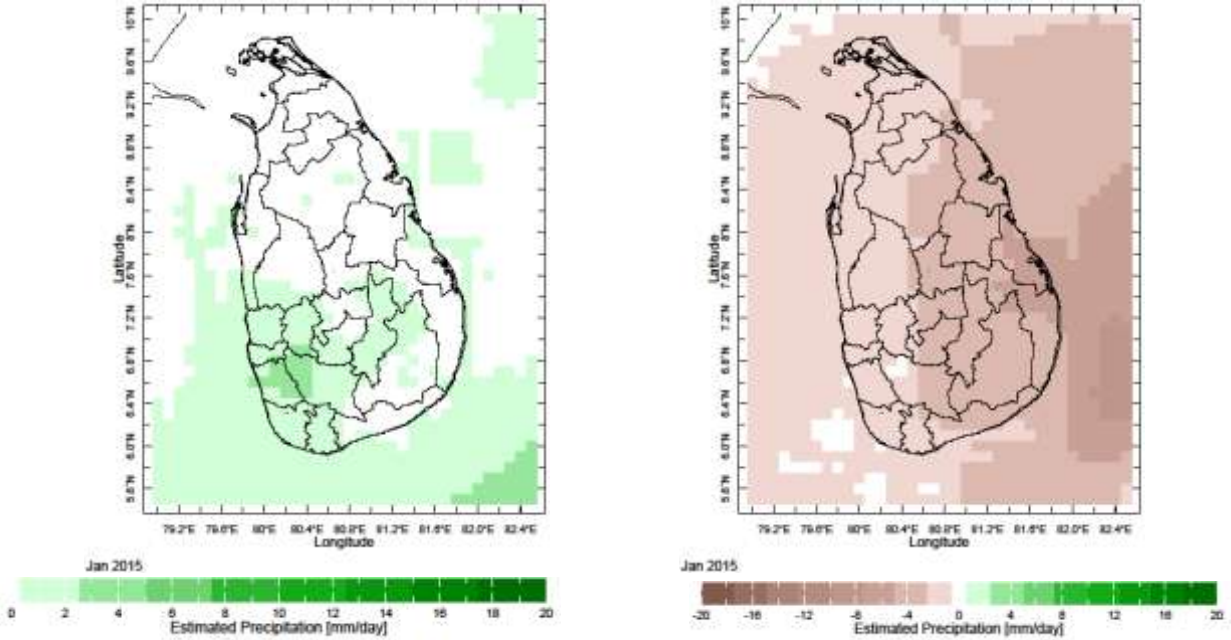 10°N
9.6°N
9.2°N
8.8°N
8.4°N
8°N
7.6°N
7.2°N
6.8°N
6.4°N
6.0°N
5.6°N
Latitude
79.2°E 79.6°E 80°E 80.4°E 80.8°E 81.2°E 81.6°E 82.0°E 82.4°E
Longitude
Jan 2015
0 2 4 6 8 10 12 14 16 18 20
Estimated Precipitation [mm/day]
10°N
9.6°N
9.2°N
8.8°N
8.4°N
8°N
7.6°N
7.2°N
6.8°N
6.4°N
6.0°N
5.6°N
Latitude
79.2°E 79.6°E 80°E 80.4°E 80.8°E 81.2°E 81.6°E 82.0°E 82.4°E
Longitude
Jan 2015
-20 -16 -12 -8 -4 0 4 8 12 16 20
Estimated Precipitation [mm/day]